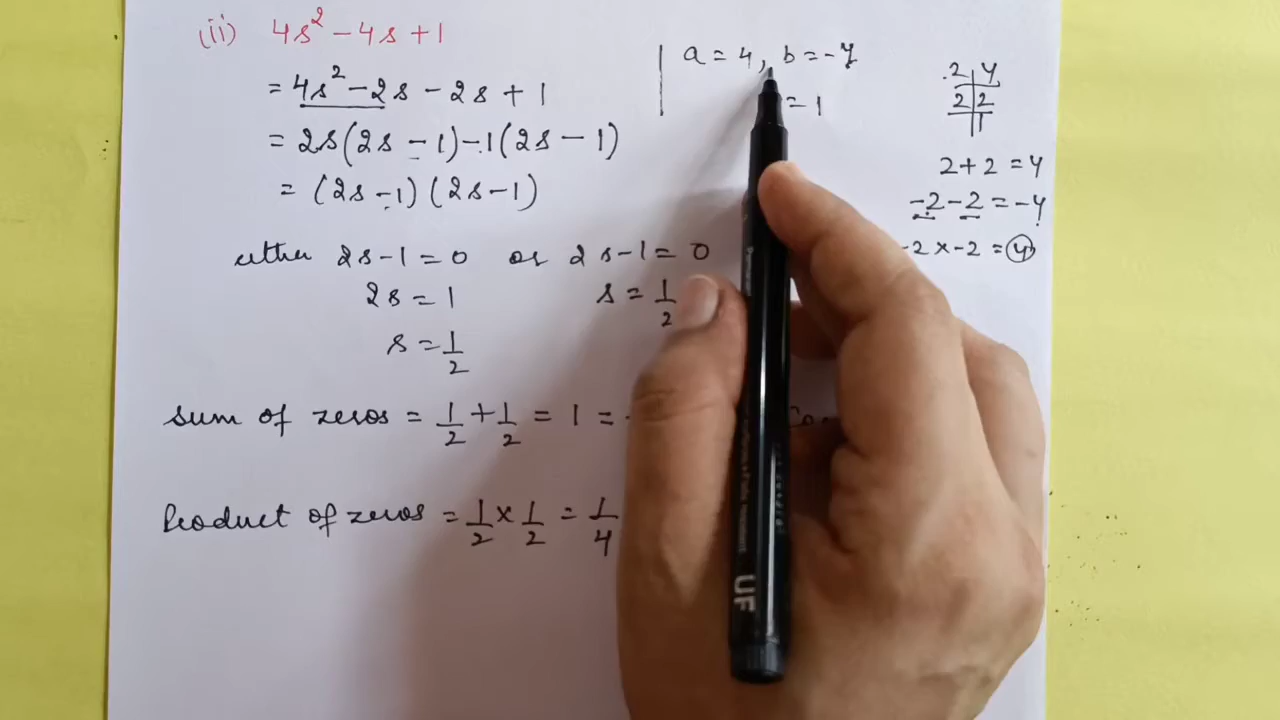 (ii) 4s² - 4s + 1
= 4s² - 2s - 2s + 1
= 2s(2s - 1) - 1(2s - 1)
= (2s - 1)(2s - 1)
either 2s - 1 = 0 or 2s - 1 = 0
2s = 1 s = 1/2
s = 1/2
sum of zeros = 1/2 + 1/2 = 1 =
Product of zeros = 1/2 × 1/2 = 1/4
a = 4, b = -4
= 1
2 | 4
2 | 2
1
2 + 2 = 4
-2 - 2 = -4
-2 × -2 = 4
UF